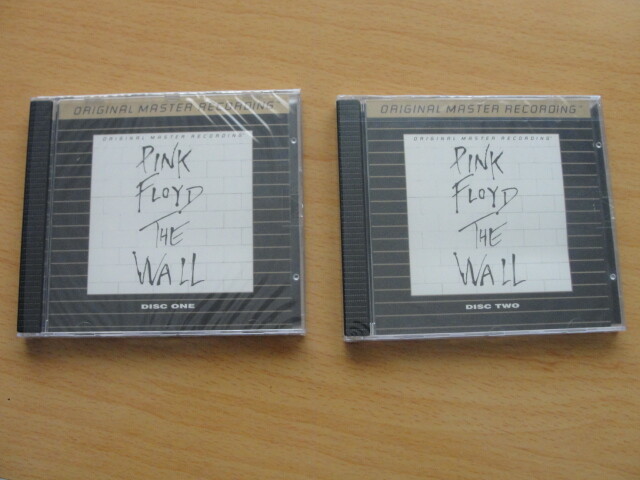 ORIGINAL MASTER RECORDING
ORIGINAL MASTER RECORDING
PINK
FLOYD
THE
WALL
DISC ONE
ORIGINAL MASTER RECORDING
ORIGINAL MASTER RECORDING
PINK
FLOYD
THE
WALL
DISC TWO